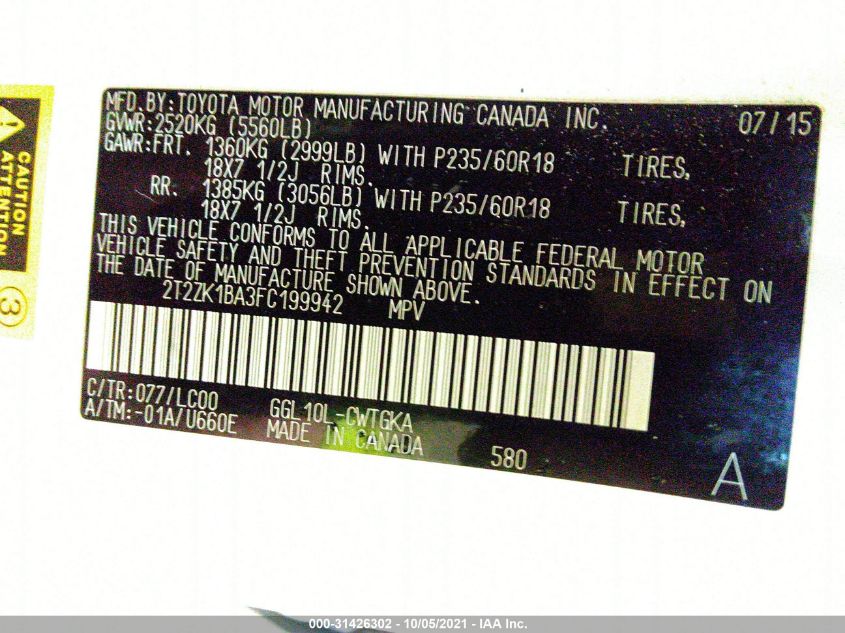 MFD.BY:TOYOTA MOTOR MANUFACTURING CANADA INC. 07/15
GVWR:2520KG (5560LB)
GAWR:FRT. 1360KG (2999LB) WITH P235/60R18 TIRES,
18X7 1/2J RIMS.
RR. 1385KG (3056LB) WITH P235/60R18 TIRES,
18X7 1/2J RIMS.
THIS VEHICLE CONFORMS TO ALL APPLICABLE FEDERAL MOTOR
VEHICLE SAFETY AND THEFT PREVENTION STANDARDS IN EFFECT ON
THE DATE OF MANUFACTURE SHOWN ABOVE.
2T2ZK1BA3FC199942 MPV
C/TR:077/LC00
A/TM:-01A/U660E
GGL10L-CWTGKA
MADE IN CANADA
580
A
CAUTION
ATTENTION
3
000-31426302 - 10/05/2021 - IAA Inc.